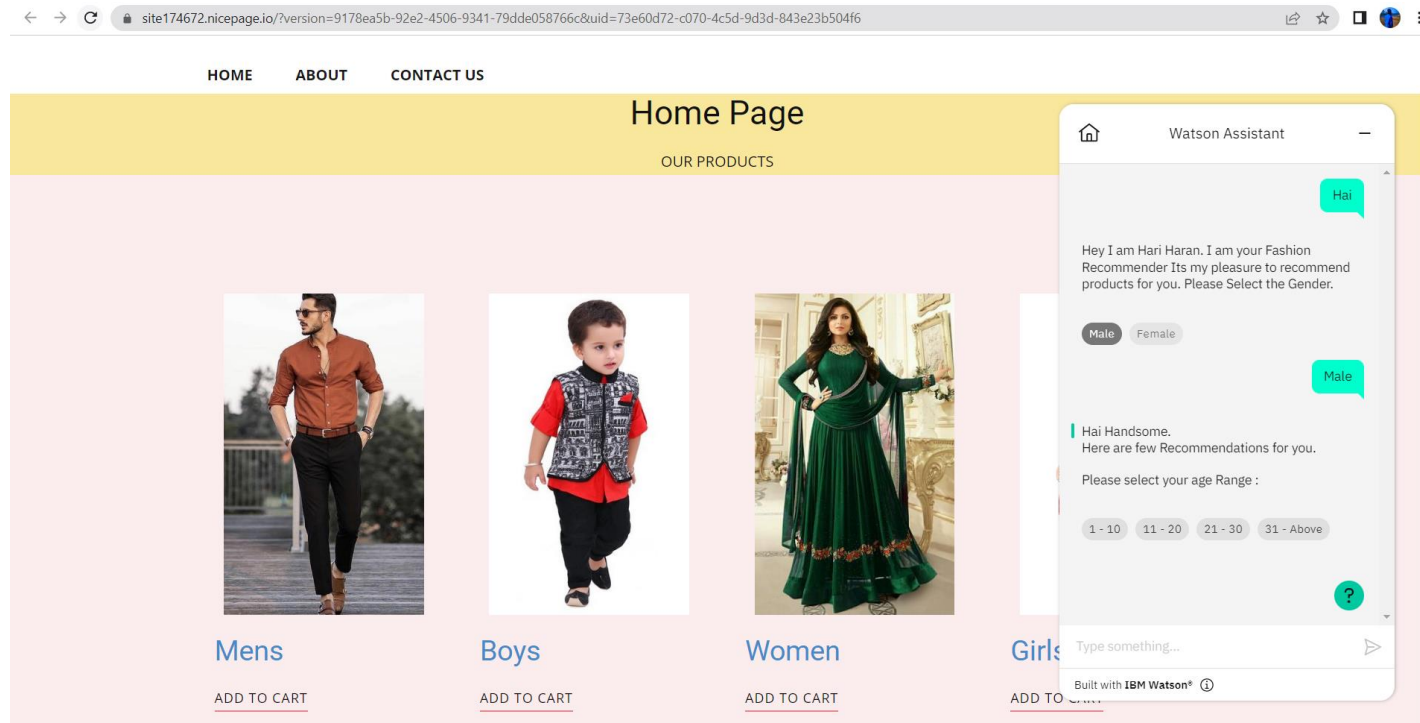 site174672.nicepage.io/?version=9178ea5b-92e2-4506-9341-79dde058766c&uid=73e60d72-c070-4c5d-9d3d-843e23b504f6
HOME ABOUT CONTACT US
Home Page
OUR PRODUCTS
Mens
ADD TO CART
Boys
ADD TO CART
Women
ADD TO CART
Girls
ADD TO CART
Watson Assistant
Hai
Hey I am Hari Haran. I am your Fashion
Recommender Its my pleasure to recommend
products for you. Please Select the Gender.
Male Female
Male
Hai Handsome.
Here are few Recommendations for you.
Please select your age Range :
1 - 10 11 - 20 21 - 30 31 - Above
?
Type something...
Built with IBM Watson®